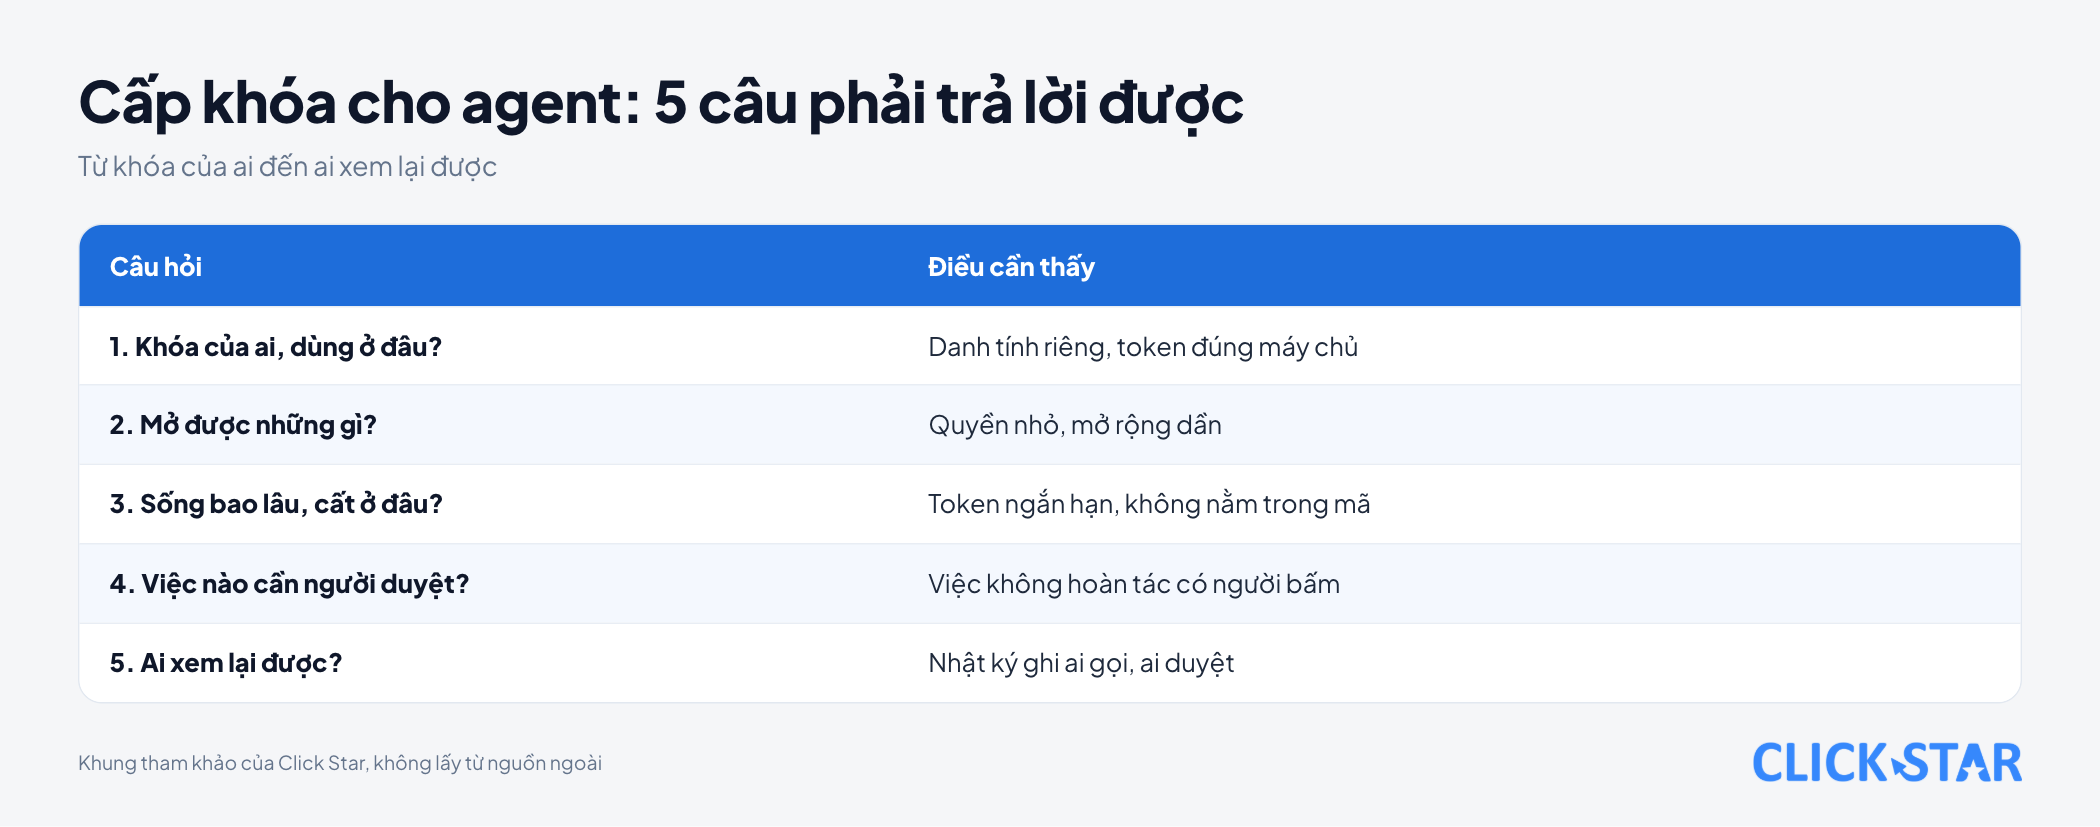 Cấp khóa cho agent: 5 câu phải trả lời được
Từ khóa của ai đến ai xem lại được
Câu hỏi	Điều cần thấy
1. Khóa của ai, dùng ở đâu?	Danh tính riêng, token đúng máy chủ
2. Mở được những gì?	Quyền nhỏ, mở rộng dần
3. Sống bao lâu, cất ở đâu?	Token ngắn hạn, không nằm trong mã
4. Việc nào cần người duyệt?	Việc không hoàn tác có người bấm
5. Ai xem lại được?	Nhật ký ghi ai gọi, ai duyệt
Khung tham khảo của Click Star, không lấy từ nguồn ngoài
CLICK STAR